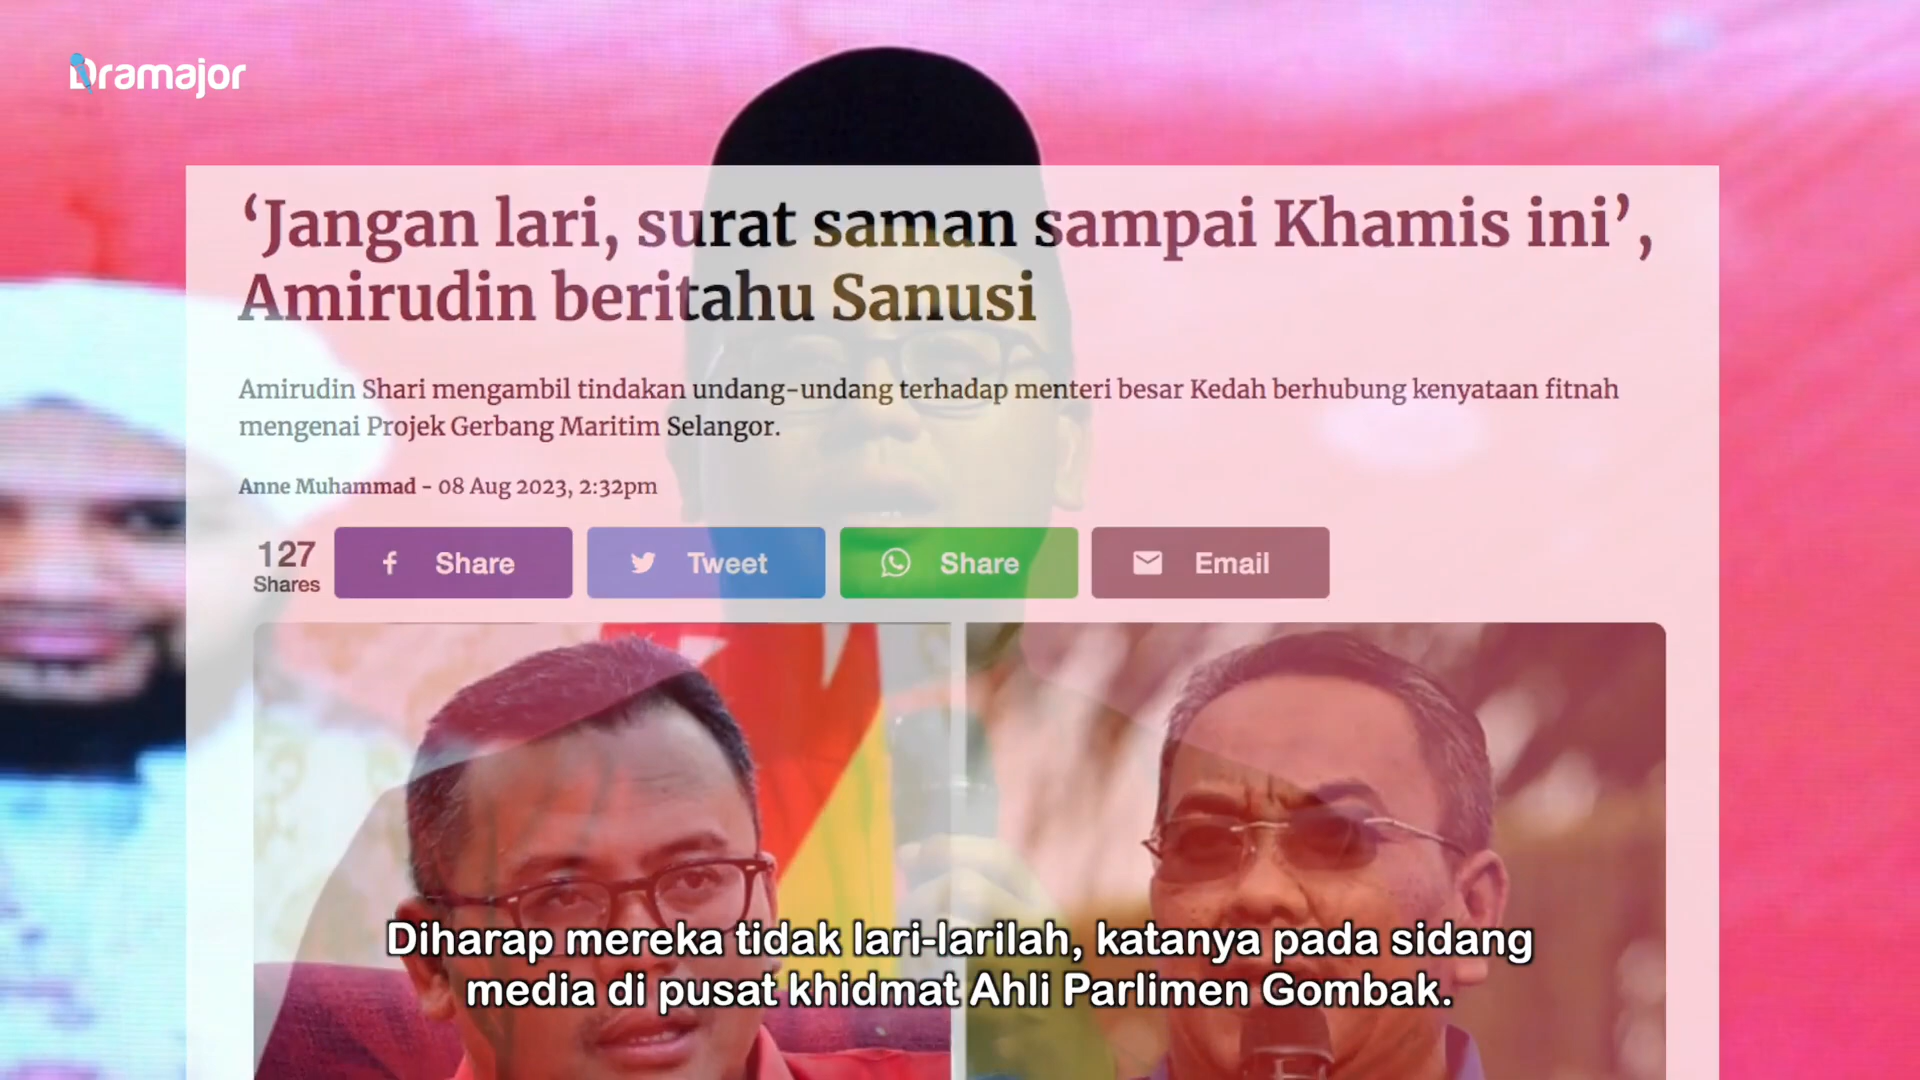 Dramajor
‘Jangan lari, surat saman sampai Khamis ini’,
Amirudin beritahu Sanusi
Amirudin Shari mengambil tindakan undang-undang terhadap menteri besar Kedah berhubung kenyataan fitnah
mengenai Projek Gerbang Maritim Selangor.
Anne Muhammad - 08 Aug 2023, 2:32pm
127
Shares
Share
Tweet
Share
Email
Diharap mereka tidak lari-larilah, katanya pada sidang
media di pusat khidmat Ahli Parlimen Gombak.